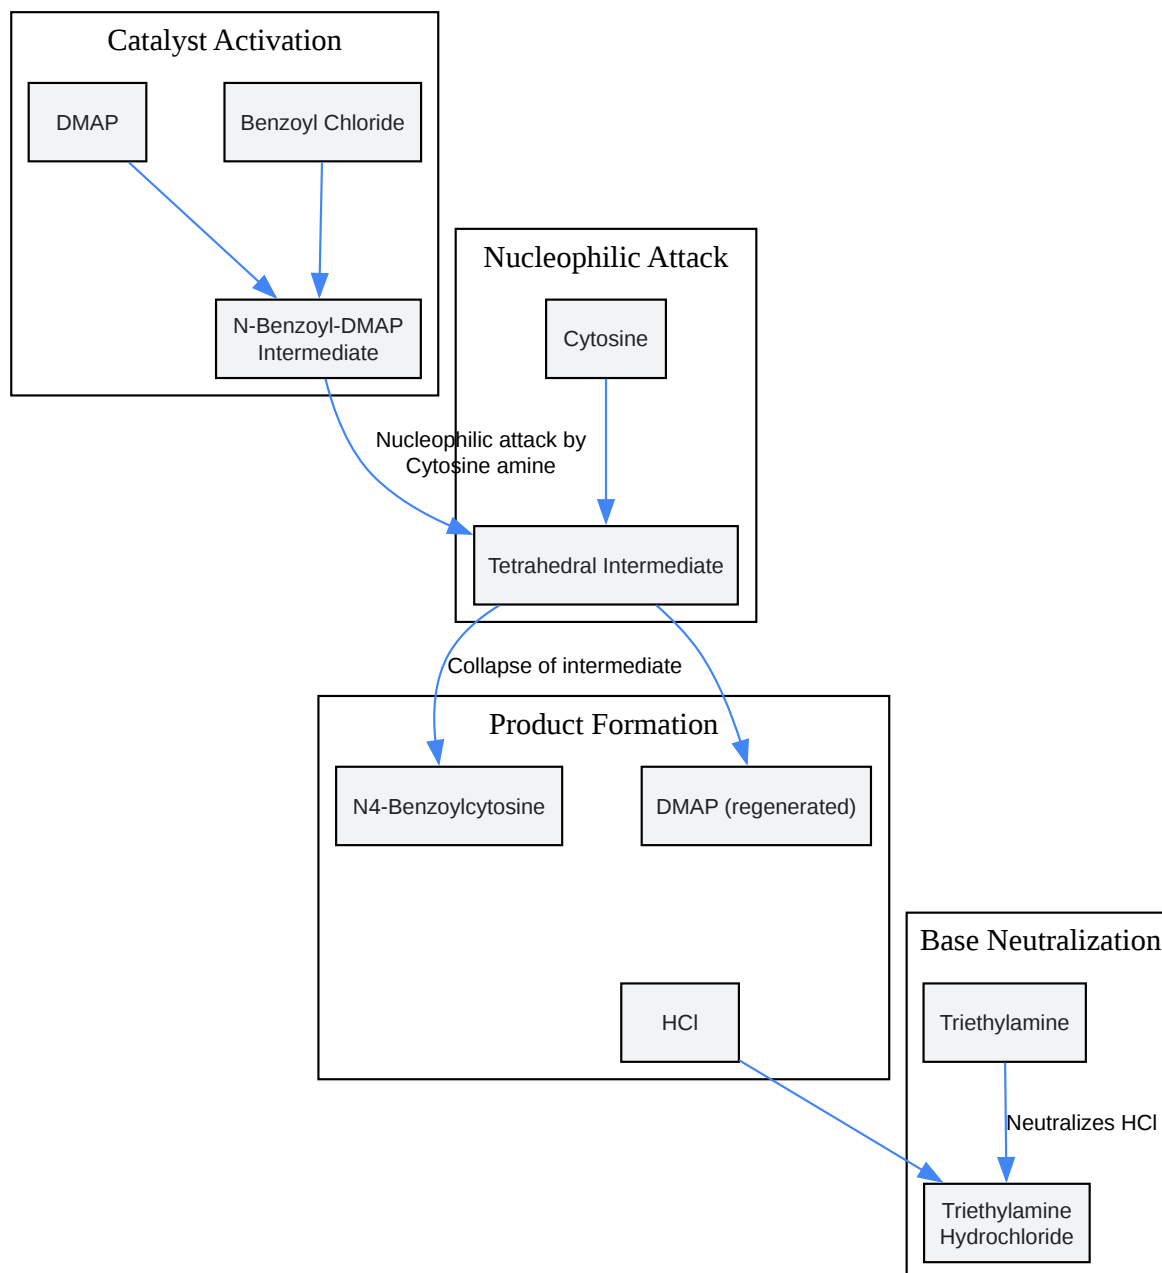 Catalyst Activation
DMAP
Benzoyl Chloride
N-Benzoyl-DMAP
Intermediate
Nucleophilic Attack
Cytosine
Nucleophilic attack by
Cytosine amine
Tetrahedral Intermediate
Collapse of intermediate
Product Formation
N4-Benzoylcytosine
DMAP (regenerated)
HCl
Base Neutralization
Triethylamine
Neutralizes HCl
Triethylamine
Hydrochloride